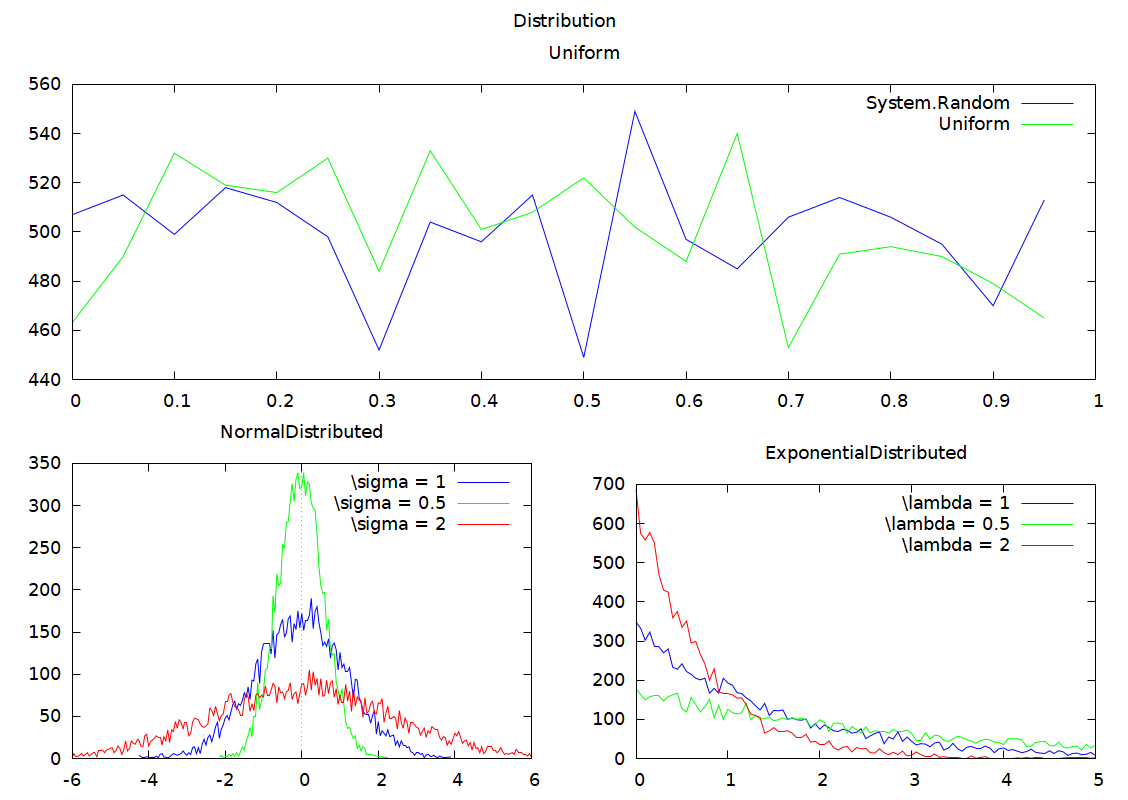 Distribution
Uniform
560
540
520
500
480
460
440
System.Random
Uniform
0 0.1 0.2 0.3 0.4 0.5 0.6 0.7 0.8 0.9 1
NormalDistributed
350
300
250
200
150
100
50
0
\sigma = 1
\sigma = 0.5
\sigma = 2
-6 -4 -2 0 2 4 6
ExponentialDistributed
700
600
500
400
300
200
100
0
\lambda = 1
\lambda = 0.5
\lambda = 2
0 1 2 3 4 5